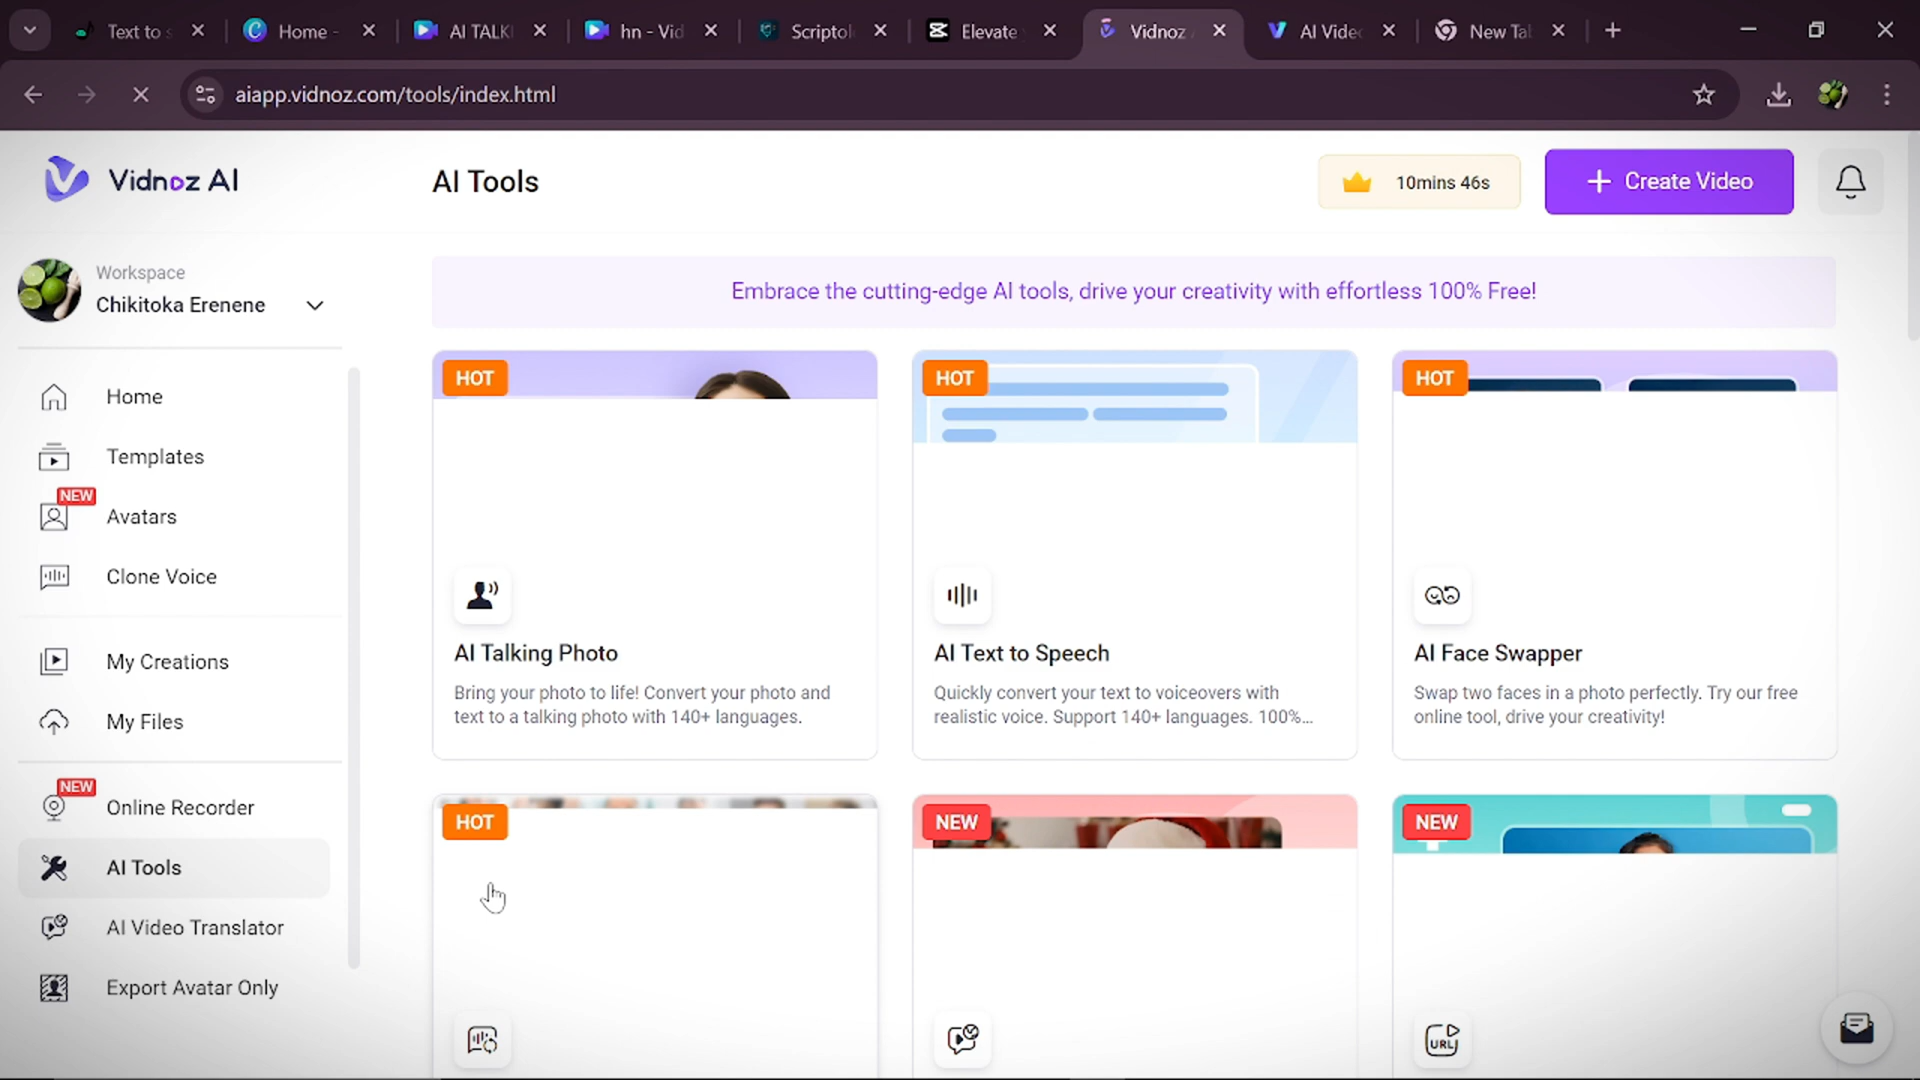 Text to s
Home -
AI TALK
hn - Vid
Scriptol
Elevate
Vidnoz
AI Vide
New Ta
aiapp.vidnoz.com/tools/index.html
Vidnoz AI
AI Tools
10mins 46s
+ Create Video
Workspace
Chikitoka Erenene
Embrace the cutting-edge AI tools, drive your creativity with effortless 100% Free!
Home
Templates
NEW
Avatars
Clone Voice
My Creations
My Files
NEW
Online Recorder
AI Tools
AI Video Translator
Export Avatar Only
HOT
AI Talking Photo
Bring your photo to life! Convert your photo and
text to a talking photo with 140+ languages.
HOT
AI Text to Speech
Quickly convert your text to voiceovers with
realistic voice. Support 140+ languages. 100%...
HOT
AI Face Swapper
Swap two faces in a photo perfectly. Try our free
online tool, drive your creativity!
HOT
NEW
NEW
URL